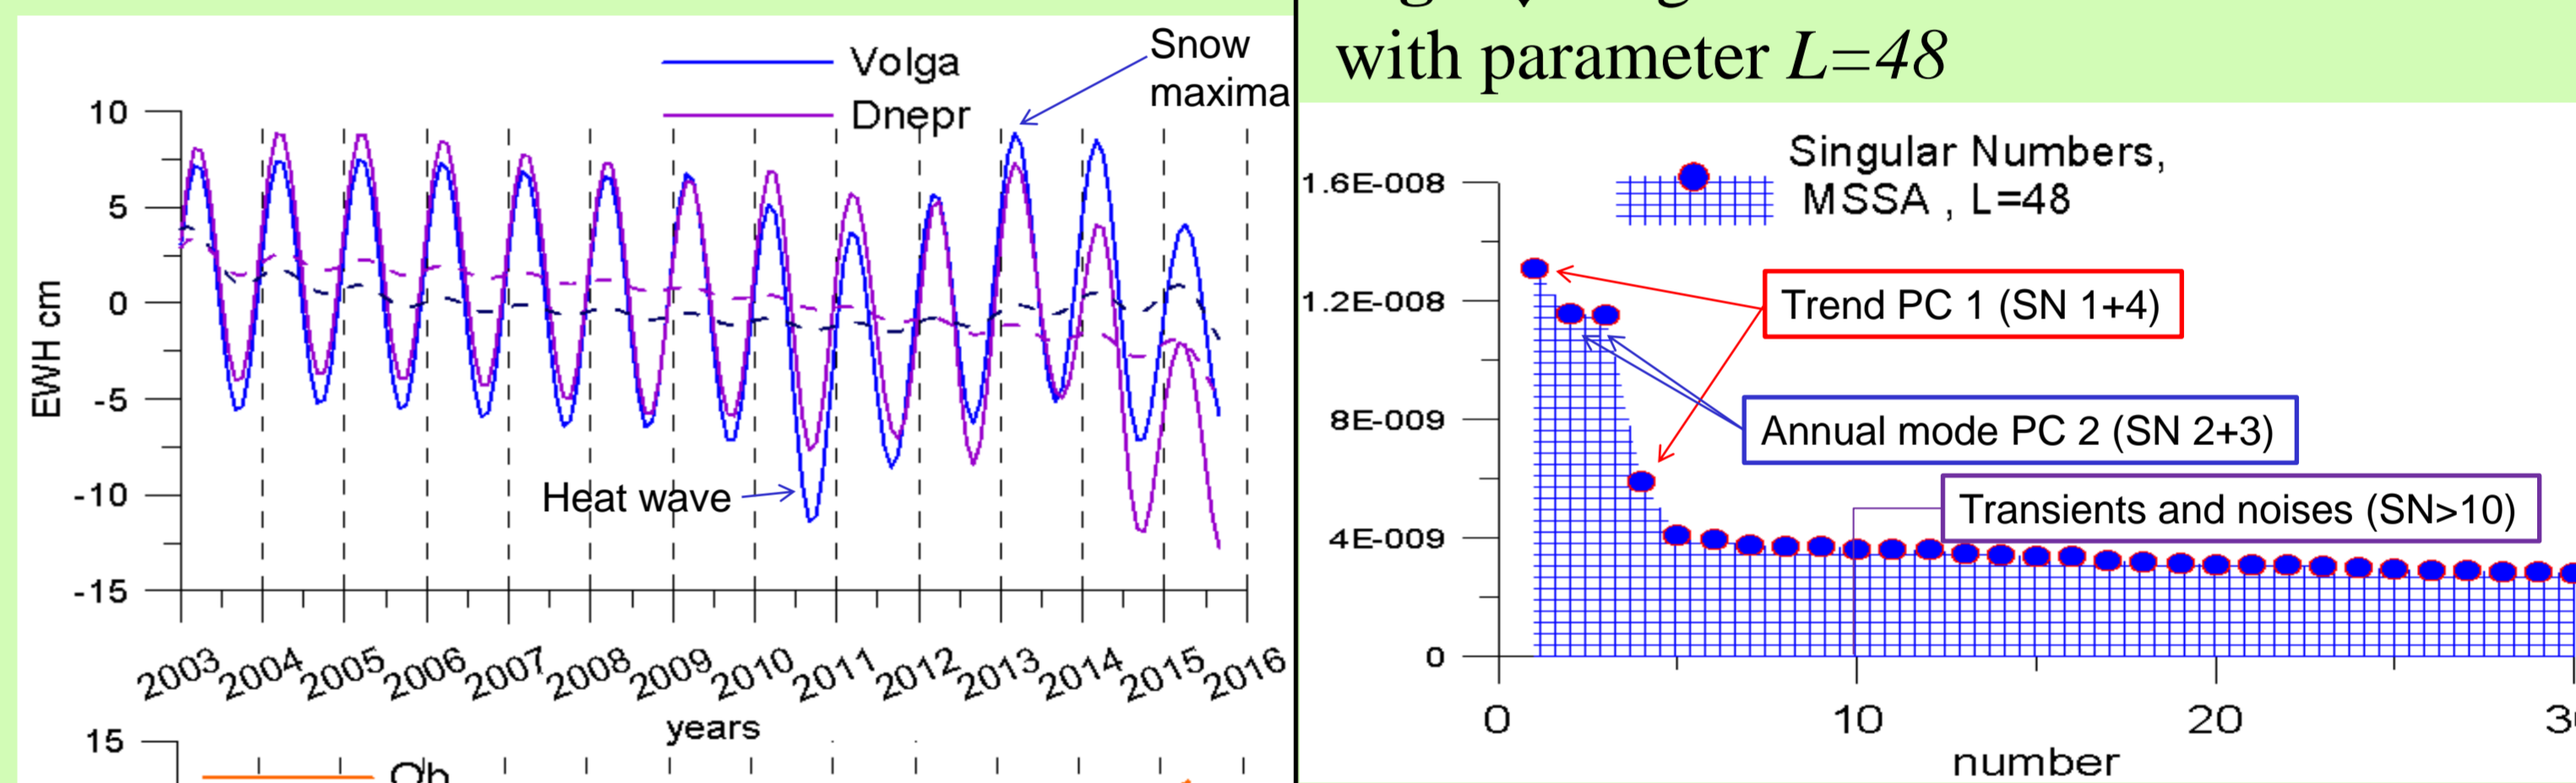 Volga
Dnepr
Snow
maxima
10
5
0
-5
-10
-15
EWH cm
Heat wave
2003
2004
2005
2006
2007
2008
2009
2010
2011
2012
2013
2014
2015
2016
years
15
Ob
with parameter L=48
Singular Numbers,
MSSA , L=48
1.6E-008
1.2E-008
8E-009
4E-009
0
Trend PC 1 (SN 1+4)
Annual mode PC 2 (SN 2+3)
Transients and noises (SN>10)
0
10
20
number